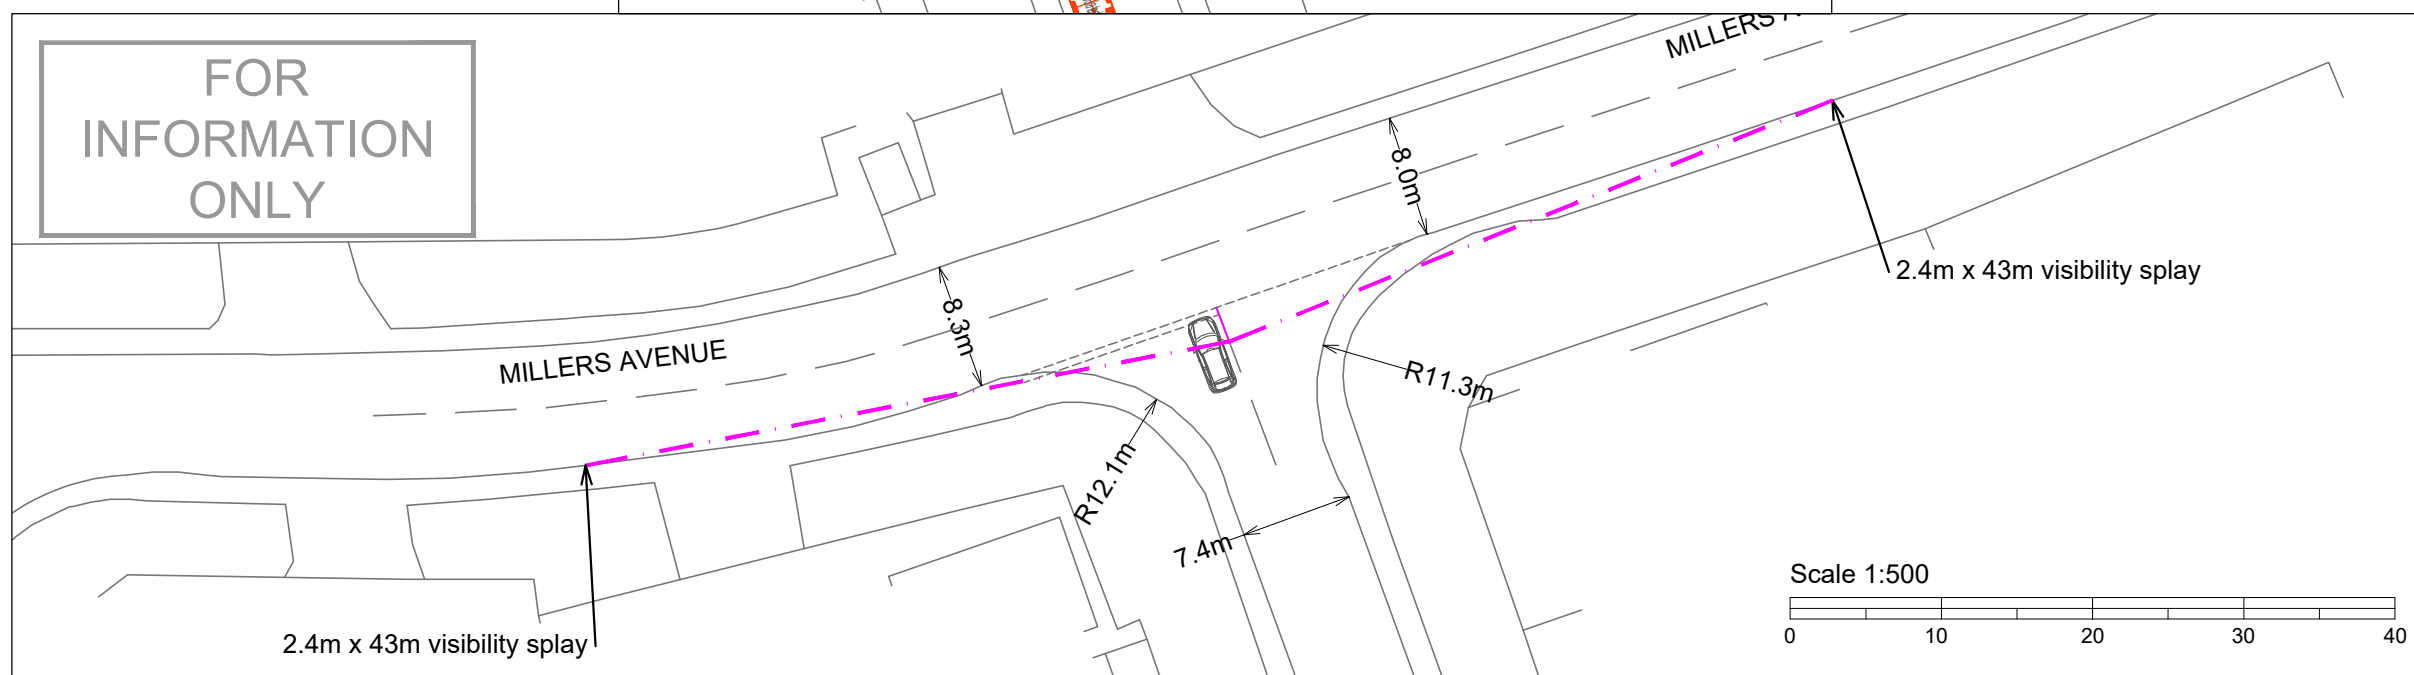 FOR
INFORMATION
ONLY
MILLERS
8.0m
2.4m x 43m visibility splay
8.3m
MILLERS AVENUE
R11.3m
R12.1m
7.4m
2.4m x 43m visibility splay
Scale 1:500
0 10 20 30 40